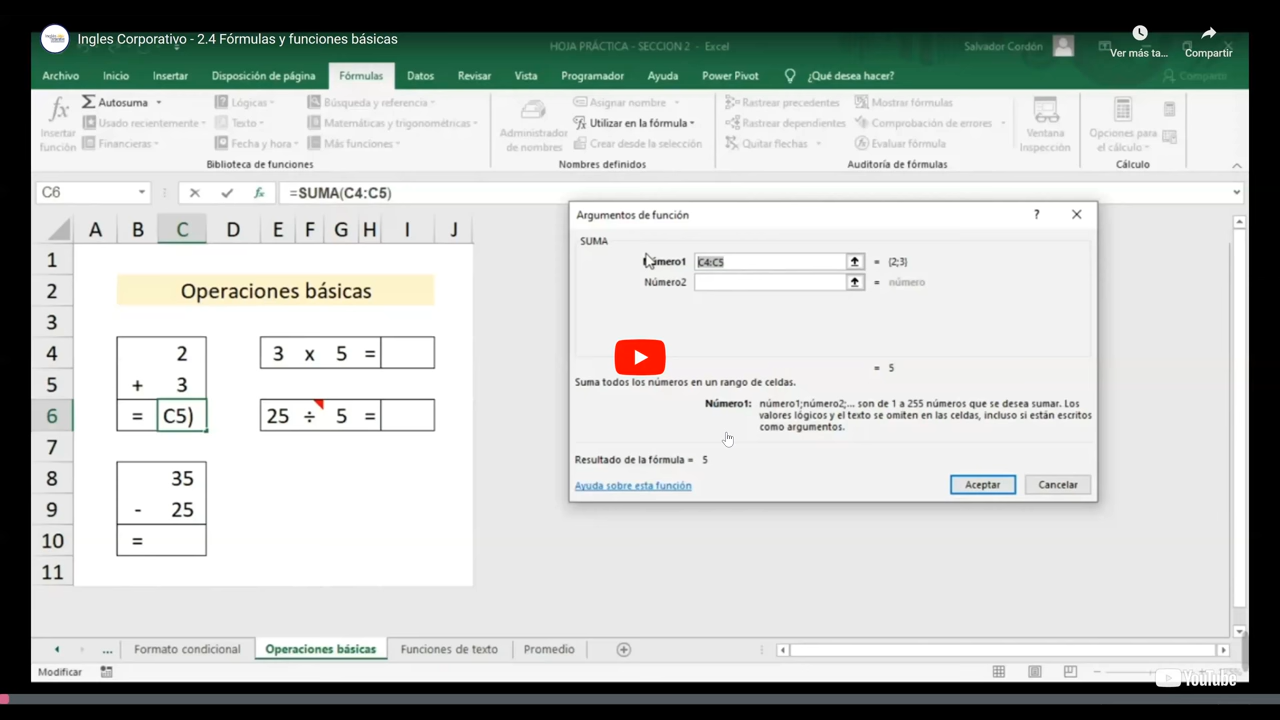 Ingles Corporativo - 2.4 Fórmulas y funciones básicas
Ver más ta...
Compartir
HOJA PRÁCTICA - SECCION 2 - Excel
Salvador Cordón
Archivo Inicio Insertar Disposición de página Fórmulas Datos Revisar Vista Programador Ayuda Power Pivot ¿Qué desea hacer? Compartir
fx
Insertar función
Autosuma
Usado recientemente
Financieras
Lógicas
Texto
Fecha y hora
Búsqueda y referencia
Matemáticas y trigonométricas
Más funciones
Biblioteca de funciones
Administrador de nombres
Asignar nombre
Utilizar en la fórmula
Crear desde la selección
Nombres definidos
Rastrear precedentes
Rastrear dependientes
Quitar flechas
Mostrar fórmulas
Comprobación de errores
Evaluar fórmula
Ventana Inspección
Auditoría de fórmulas
Opciones para el cálculo
Cálculo
C6
fx
=SUMA(C4:C5)
A B C D E F G H I J
1
2 Operaciones básicas
3
4 2 3 x 5 =
5 + 3
6 = C5) 25 ÷ 5 =
7
8 35
9 - 25
10 =
11
Argumentos de función ?
SUMA
Número1 C4:C5 = {2;3}
Número2 = número
= 5
Suma todos los números en un rango de celdas.
Número1: número1;número2;... son de 1 a 255 números que se desea sumar. Los
valores lógicos y el texto se omiten en las celdas, incluso si están escritos
como argumentos.
Resultado de la fórmula = 5
Ayuda sobre esta función
Aceptar Cancelar
... Formato condicional Operaciones básicas Funciones de texto Promedio
Modificar
YouTube